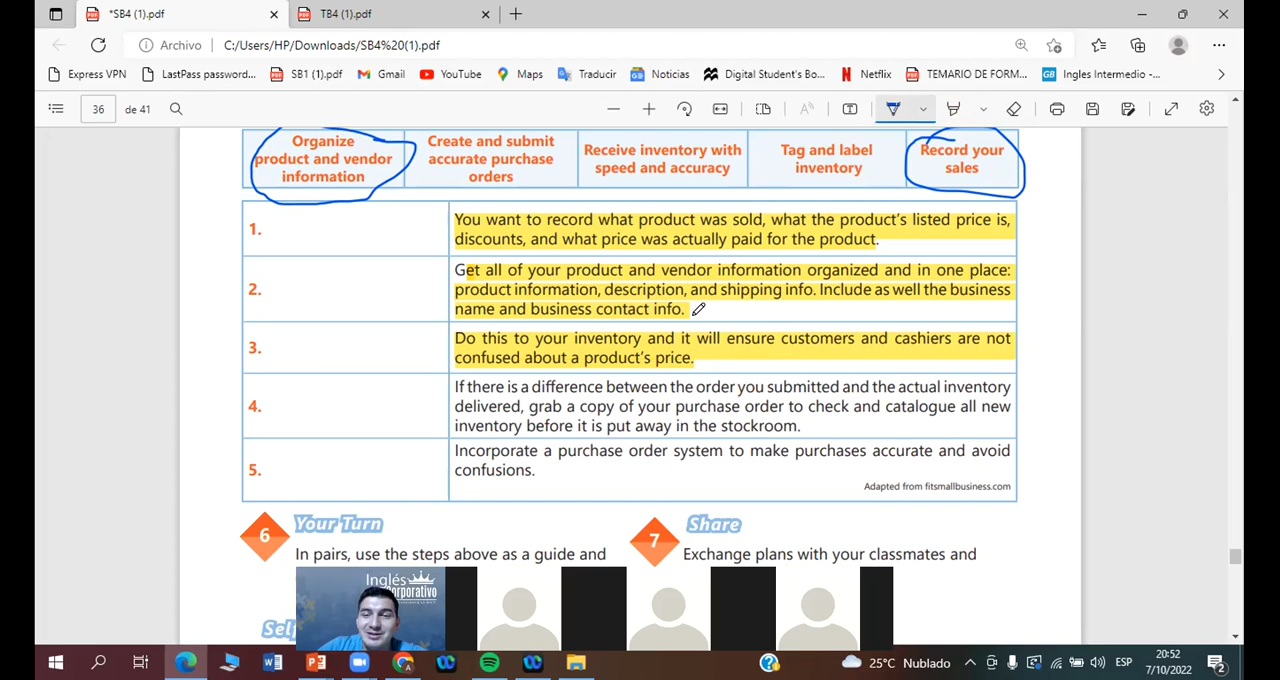 *SB4 (1).pdf
TB4 (1).pdf
Archivo
C:/Users/HP/Downloads/SB4%20(1).pdf
Express VPN
LastPass password...
SB1 (1).pdf
Gmail
YouTube
Maps
Traducir
Noticias
Digital Student's Bo...
Netflix
TEMARIO DE FORM...
Ingles Intermedio -...
36
de 41
Organize
product and vendor
information
Create and submit
accurate purchase
orders
Receive inventory with
speed and accuracy
Tag and label
inventory
Record your
sales
1.
You want to record what product was sold, what the product's listed price is,
discounts, and what price was actually paid for the product.
2.
Get all of your product and vendor information organized and in one place:
product information, description, and shipping info. Include as well the business
name and business contact info.
3.
Do this to your inventory and it will ensure customers and cashiers are not
confused about a product's price.
4.
If there is a difference between the order you submitted and the actual inventory
delivered, grab a copy of your purchase order to check and catalogue all new
inventory before it is put away in the stockroom.
5.
Incorporate a purchase order system to make purchases accurate and avoid
confusions.
Adapted from fitsmallbusiness.com
6
Your Turn
In pairs, use the steps above as a guide and
7
Share
Exchange plans with your classmates and
Inglés
Corporativo
Self
25°C Nublado
ESP
20:52
7/10/2022
2